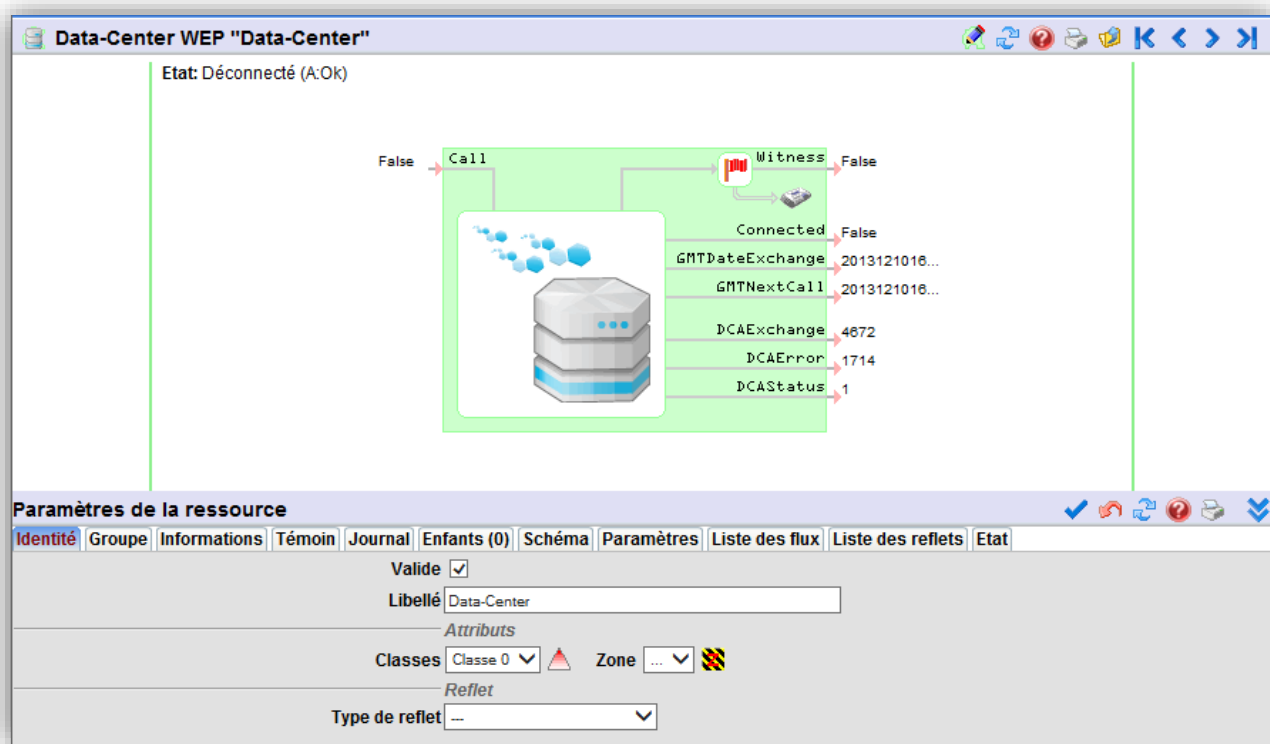 Data-Center WEP "Data-Center"
Etat: Déconnecté (A:Ok)
False Call Witness False
Connected False
GMTDateExchange 2013121016...
GMTNextCall 2013121016...
DCAExchange 4672
DCAError 1714
DCAStatus 1
Paramètres de la ressource
Identité Groupe Informations Témoin Journal Enfants (0) Schéma Paramètres Liste des flux Liste des reflets Etat
Valide
Libellé Data-Center
Attributs
Classes Classe 0 Zone ...
Reflet
Type de reflet ---